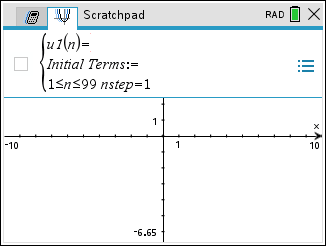 Scratchpad RAD
u1(n)=
Initial Terms:=
1≤n≤99 nstep=1
1
x
-10 1 10
-6.65